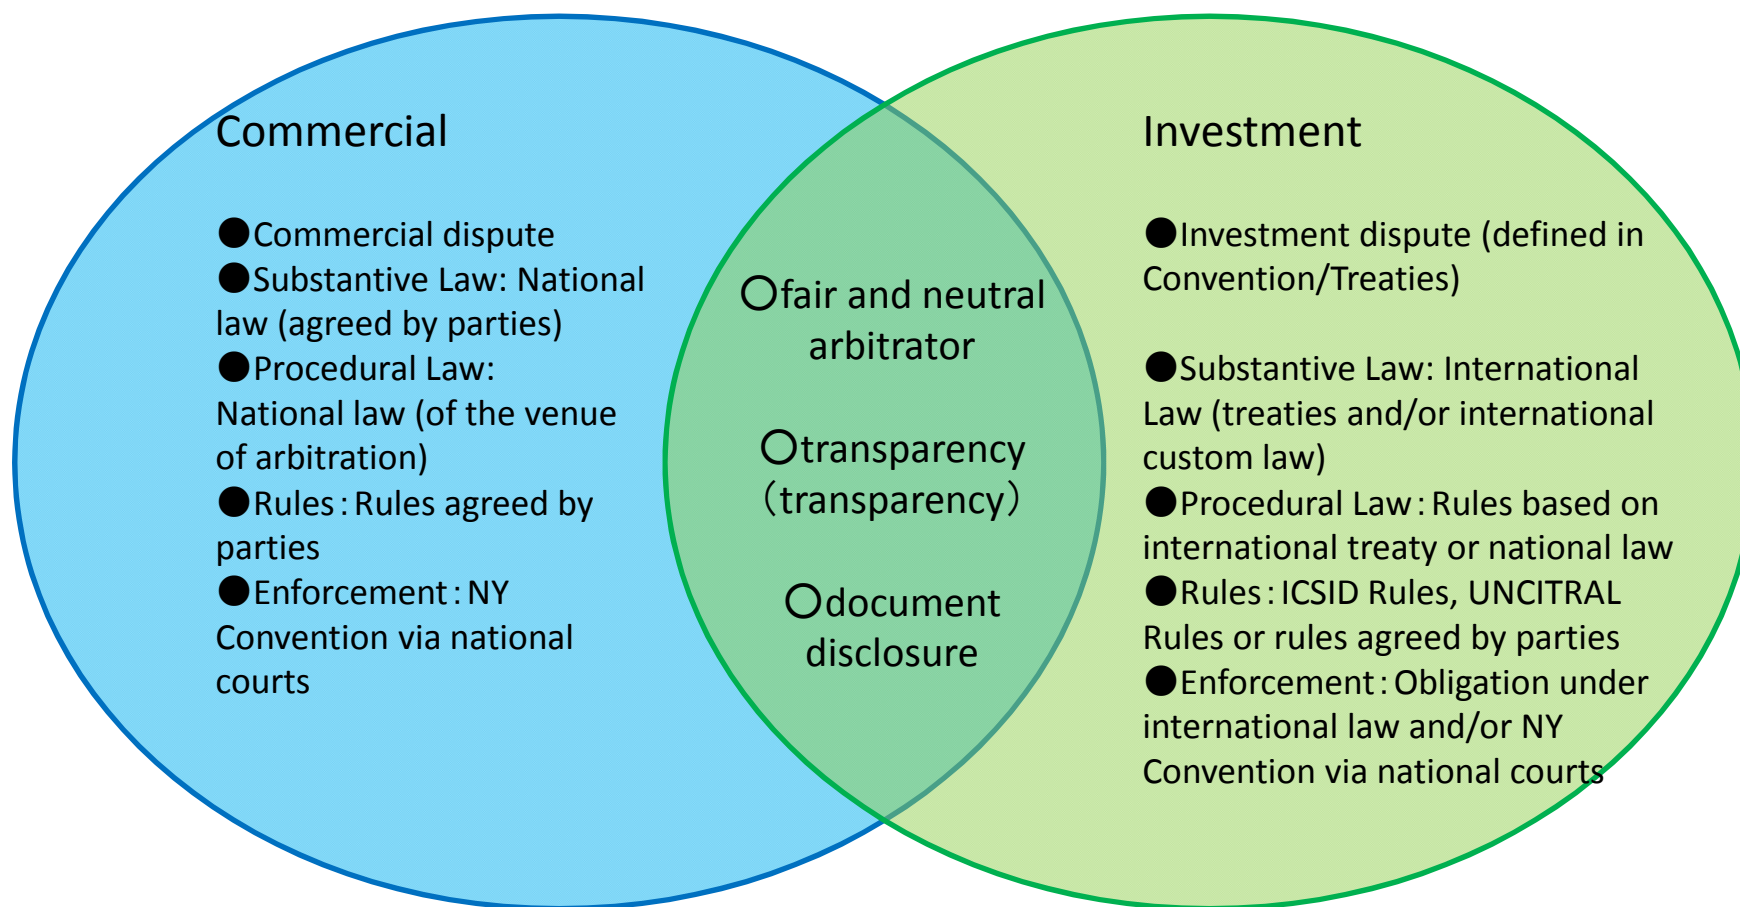 Commercial
●Commercial dispute
●Substantive Law: National
law (agreed by parties)
●Procedural Law:
National law (of the venue
of arbitration)
●Rules：Rules agreed by
parties
●Enforcement：NY
Convention via national
courts
○fair and neutral
arbitrator
○transparency
（transparency）
○document
disclosure
Investment
●Investment dispute (defined in
Convention/Treaties)
●Substantive Law: International
Law (treaties and/or international
custom law)
●Procedural Law：Rules based on
international treaty or national law
●Rules：ICSID Rules, UNCITRAL
Rules or rules agreed by parties
●Enforcement：Obligation under
international law and/or NY
Convention via national courts